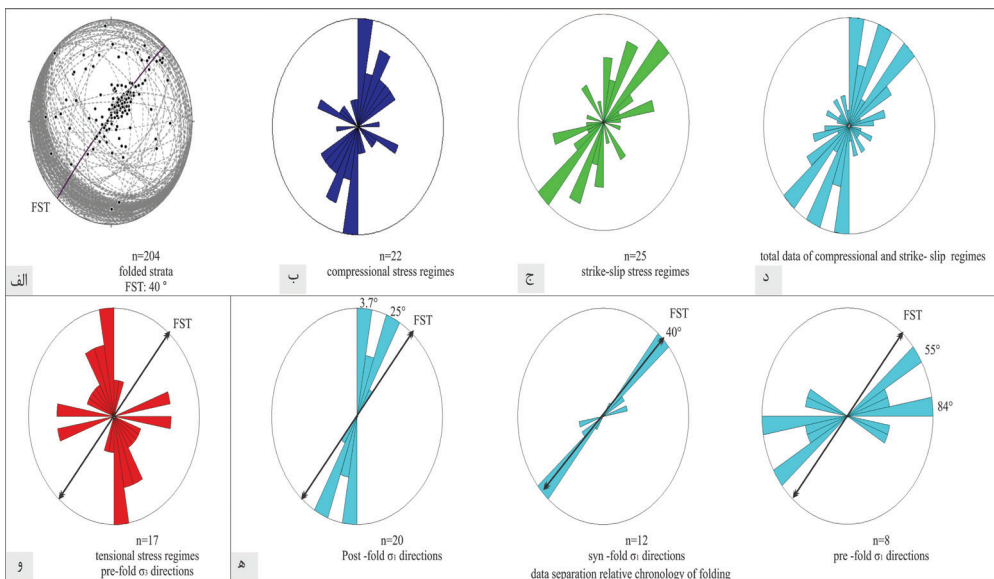 FST
n=204
folded strata
FST: 40 °
الف
n=22
compressional stress regimes
ب
n=25
strike-slip stress regimes
ج
total data of compressional and strike- slip regimes
د
FST
n=17
tensional stress regimes
pre-fold σ3 directions
و
3.7°
25°
FST
n=20
Post -fold σ1 directions
ه
FST
40°
n=12
syn -fold σ1 directions
data separation relative chronology of folding
FST
55°
84°
n=8
pre -fold σ1 directions